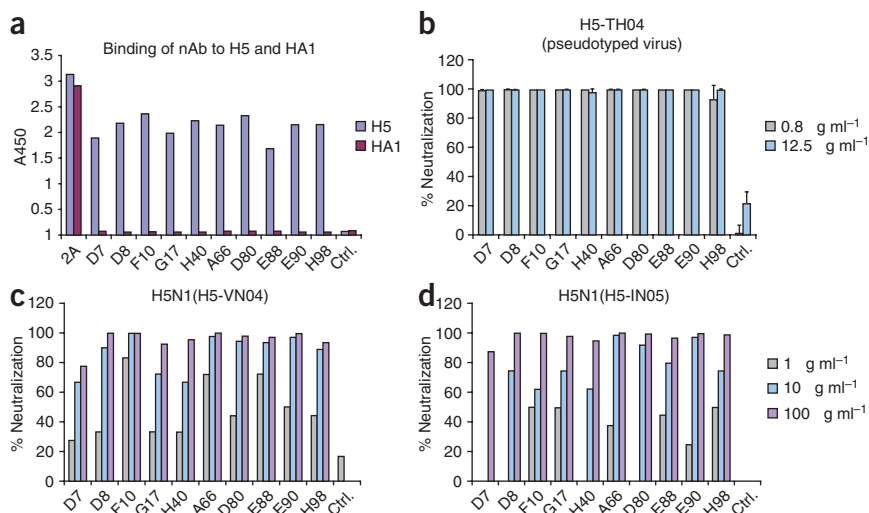 a
Binding of nAb to H5 and HA1
3.5
3
2.5
2
1.5
1
0.5
1
A450
2A D7 D8 F10 G17 H40 A66 D80 E88 E90 H98 Ctrl.
H5
HA1
b
H5-TH04
(pseudotyped virus)
120
100
80
60
40
20
0
% Neutralization
D7 D8 F10 G17 H40 A66 D80 E88 E90 H98 Ctrl.
0.8 g ml⁻¹
12.5 g ml⁻¹
c
H5N1(H5-VN04)
120
100
80
60
40
20
0
% Neutralization
D7 D8 F10 G17 H40 A66 D80 E88 E90 H98 Ctrl.
d
H5N1(H5-IN05)
120
100
80
60
40
20
0
% Neutralization
D7 D8 F10 G17 H40 A66 D80 E88 E90 H98 Ctrl.
1 g ml⁻¹
10 g ml⁻¹
100 g ml⁻¹